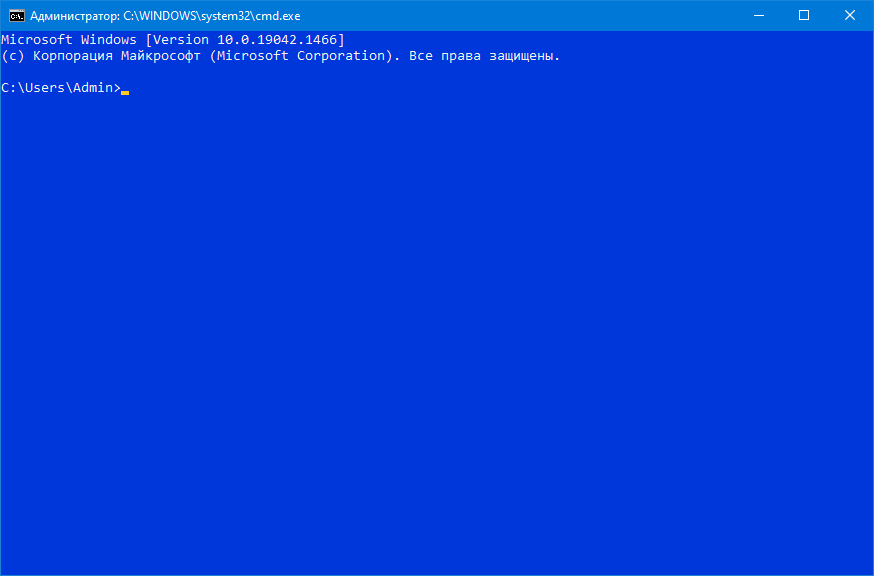 Администратор: C:\WINDOWS\system32\cmd.exe
Microsoft Windows [Version 10.0.19042.1466]
(c) Корпорация Майкрософт (Microsoft Corporation). Все права защищены.
C:\Users\Admin>